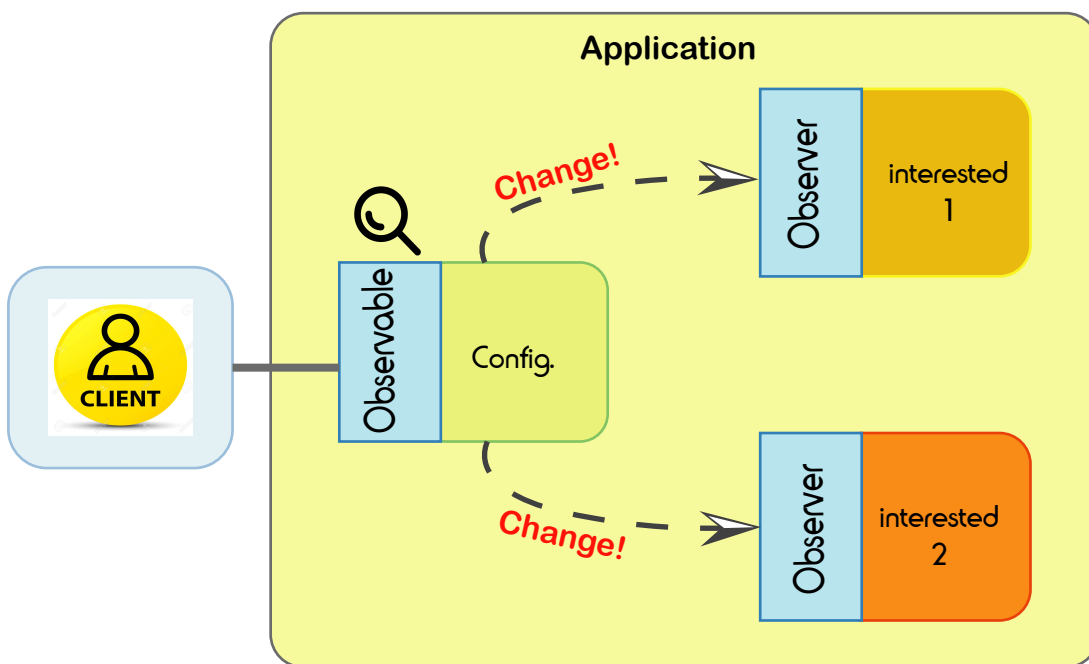 Application
Change!
Observer
interested
1
Observable
Config.
CLIENT
Change!
Observer
interested
2